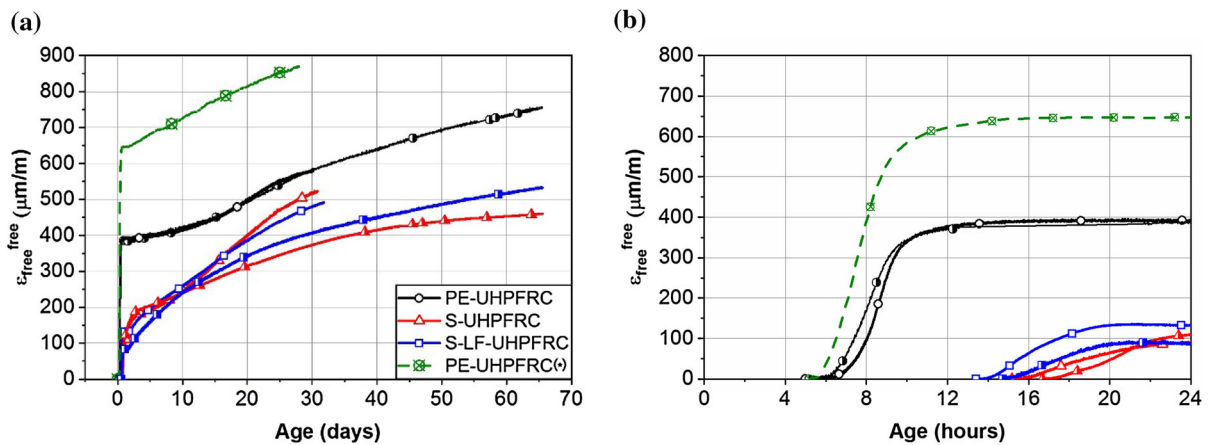 (a)
ε_free^free (μm/m)
900
800
700
600
500
400
300
200
100
0
0 10 20 30 40 50 60 70
Age (days)
PE-UHPFRC
S-UHPFRC
S-LF-UHPFRC
PE-UHPFRC(•)
(b)
ε_free^free (μm/m)
800
700
600
500
400
300
200
100
0
0 4 8 12 16 20 24
Age (hours)